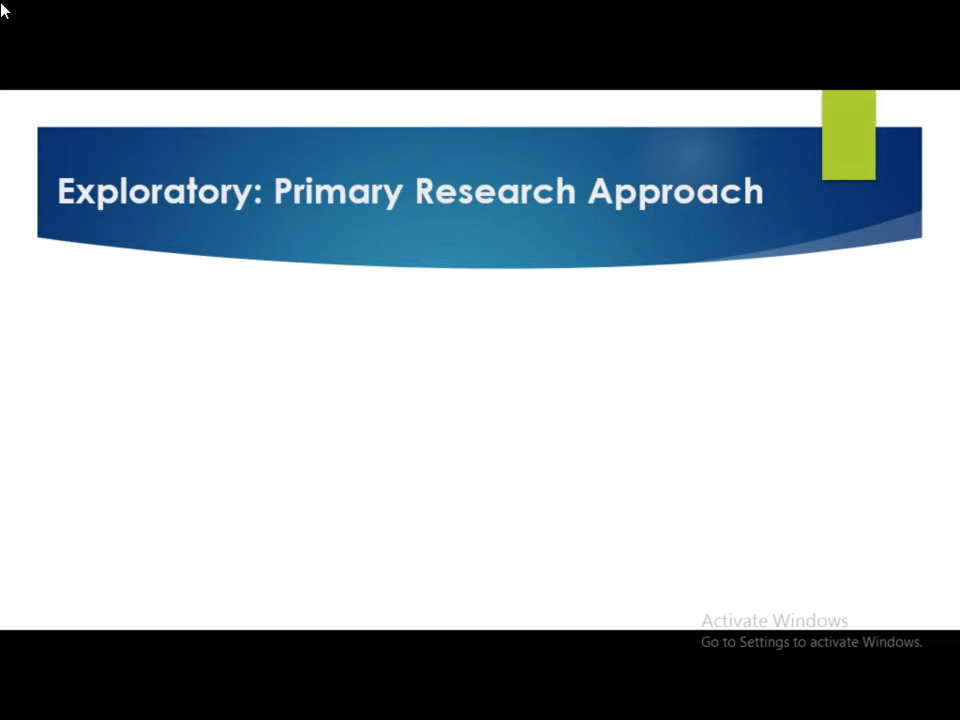 Exploratory: Primary Research Approach
Activate Windows
Go to Settings to activate Windows.